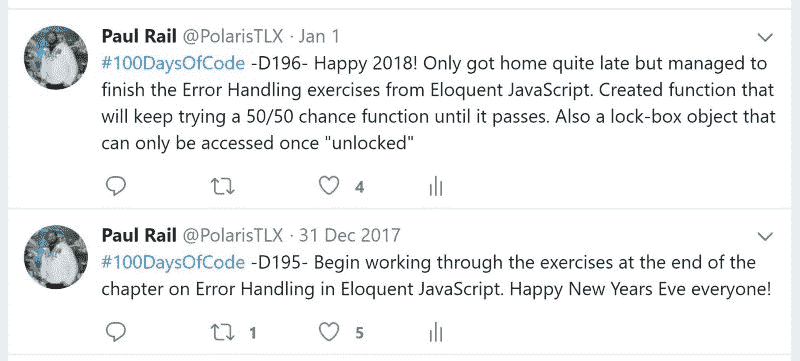 Paul Rail @PolarisTLX · Jan 1
#100DaysOfCode -D196- Happy 2018! Only got home quite late but managed to
finish the Error Handling exercises from Eloquent JavaScript. Created function that
will keep trying a 50/50 chance function until it passes. Also a lock-box object that
can only be accessed once "unlocked"
4
Paul Rail @PolarisTLX · 31 Dec 2017
#100DaysOfCode -D195- Begin working through the exercises at the end of the
chapter on Error Handling in Eloquent JavaScript. Happy New Years Eve everyone!
1 5